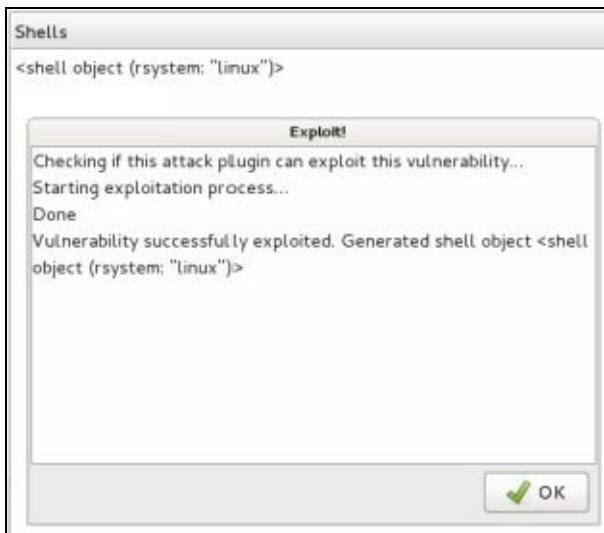 Shells
<shell object (rsystem: "linux")>
Exploit!
Checking if this attack plugin can exploit this vulnerability...
Starting exploitation process...
Done
Vulnerability successfully exploited. Generated shell object <shell
object (rsystem: "linux")>
OK